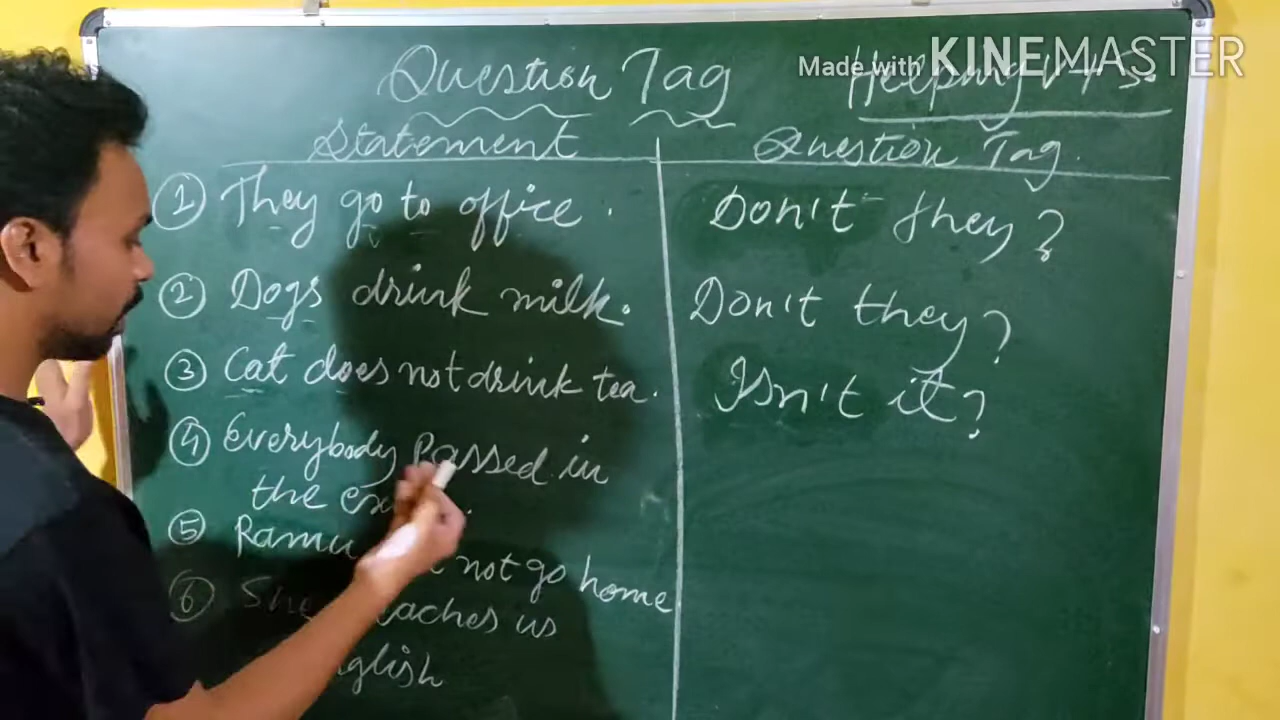 Question Tag
Made with KINEMASTER
Helping V + S
Statement
Question Tag.
① They go to office.
Don't they?
② Dogs drink milk.
Don't they?
③ Cat does not drink tea.
Isn't it?
④ Everybody Passed in
the
⑤ Ramu not go home
⑥ She teaches us